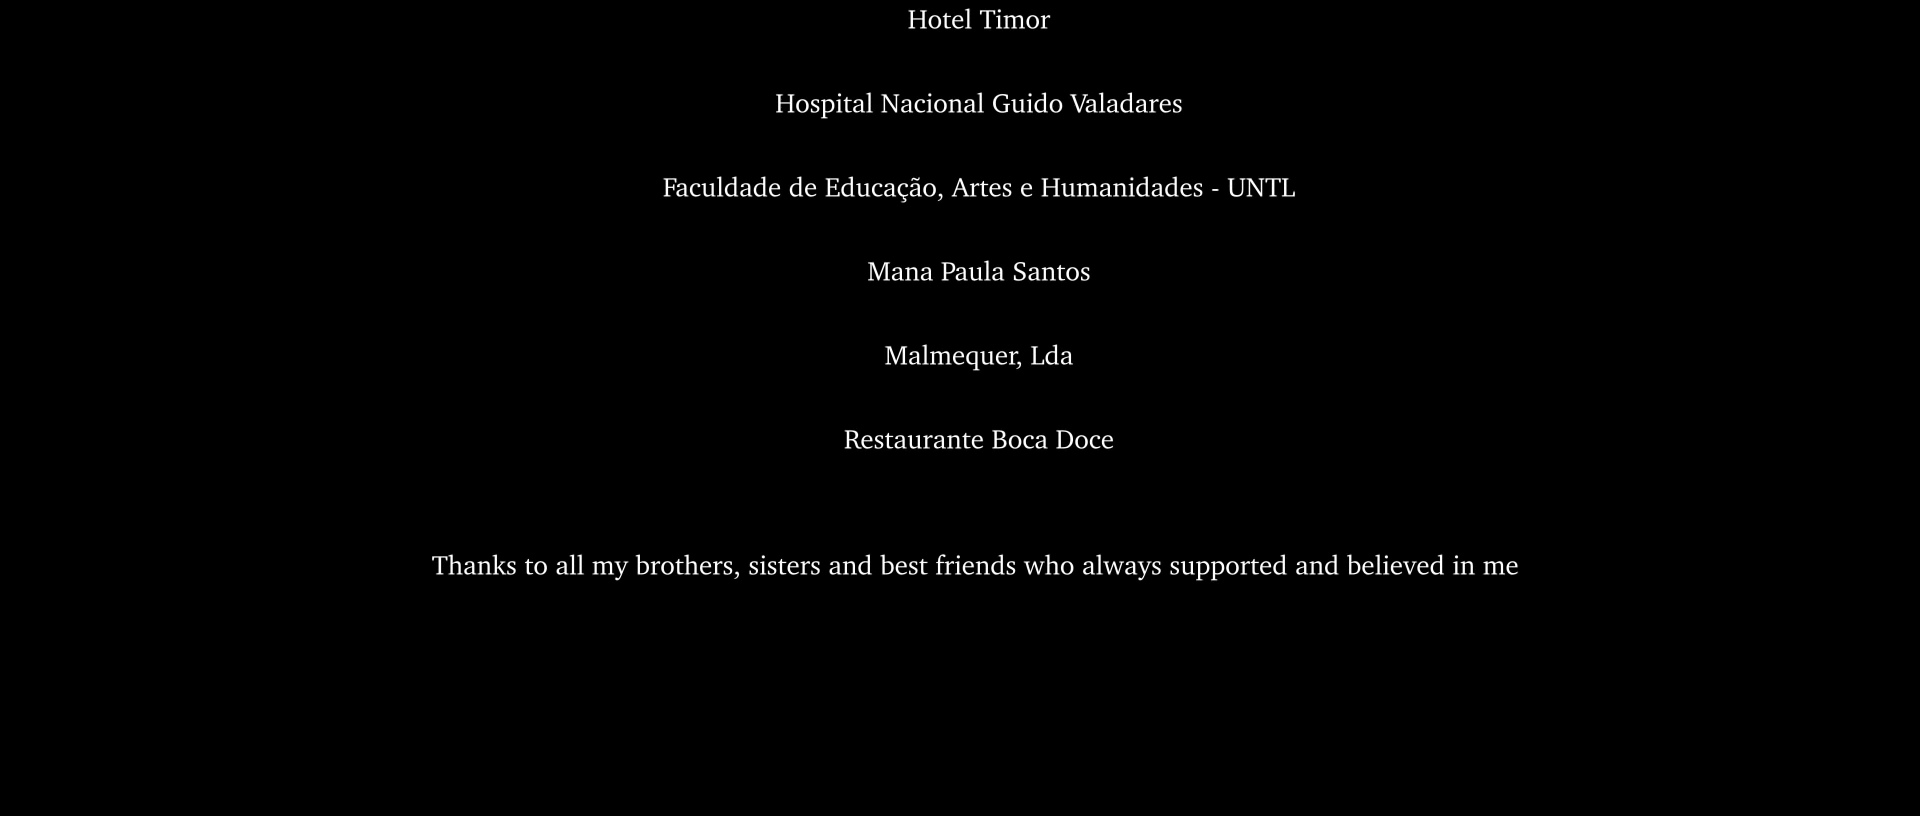 Hotel Timor
Hospital Nacional Guido Valadares
Faculdade de Educação, Artes e Humanidades - UNTL
Mana Paula Santos
Malmequer, Lda
Restaurante Boca Doce
Thanks to all my brothers, sisters and best friends who always supported and believed in me